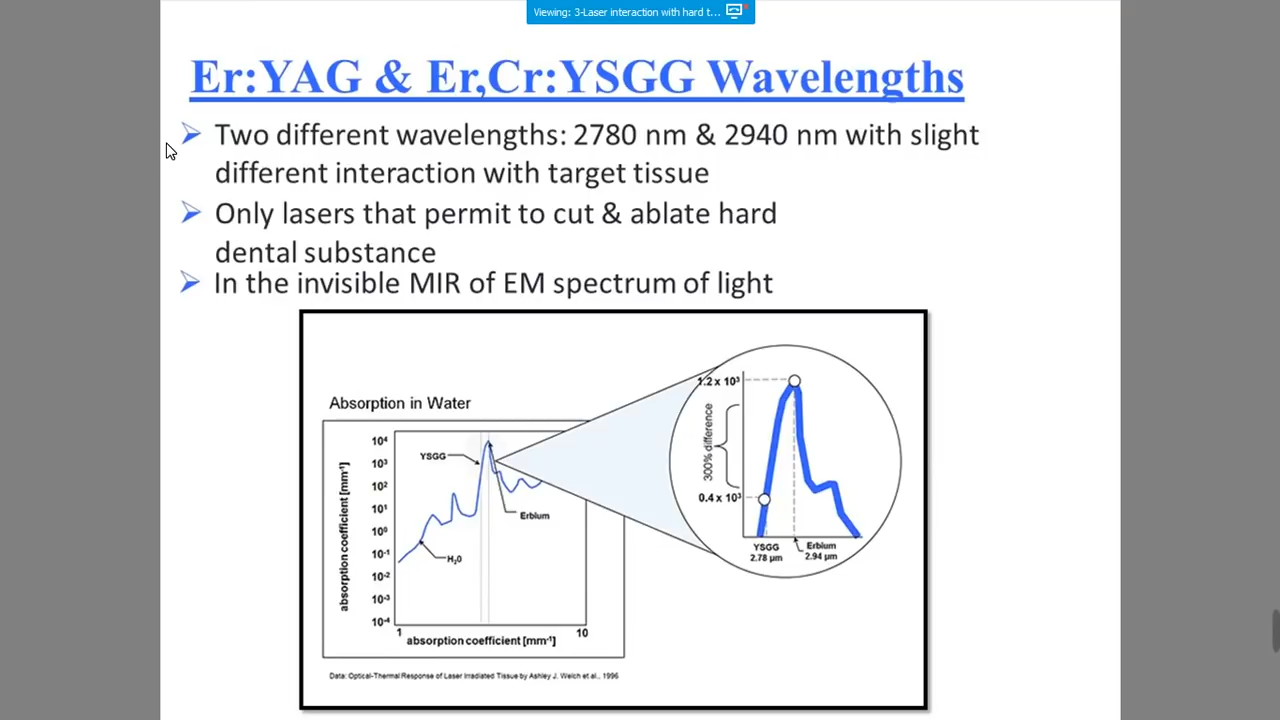 Viewing: 3-Laser interaction with hard t...
Er:YAG & Er,Cr:YSGG Wavelengths
Two different wavelengths: 2780 nm & 2940 nm with slight
different interaction with target tissue
Only lasers that permit to cut & ablate hard
dental substance
In the invisible MIR of EM spectrum of light
Absorption in Water
absorption coefficient [mm⁻¹]
10⁴
10³
10²
10¹
10⁰
10⁻¹
10⁻²
10⁻³
10⁻⁴
YSGG
Erbium
H₂0
1
10
absorption coefficient [mm⁻¹]
1.2 x 10³
300% difference
0.4 x 10³
YSGG
2.78 µm
Erbium
2.94 µm
Data: Optical-Thermal Response of Laser Irradiated Tissue by Ashley J. Welch et al., 1996